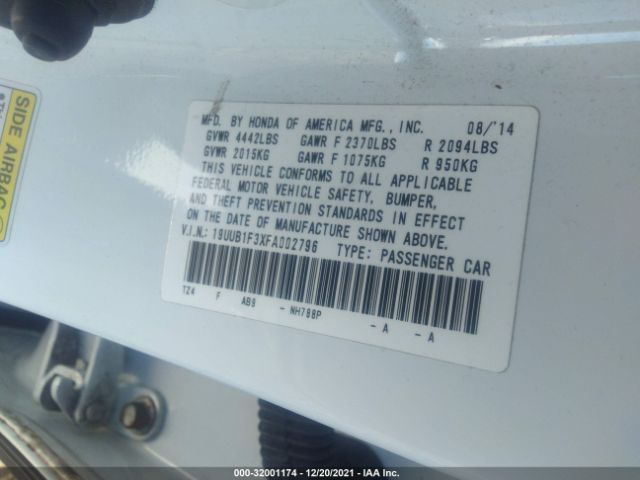 SIDE AIRBAG
MFD. BY HONDA OF AMERICA MFG., INC. 08/'14
GVWR 4442LBS GAWR F 2370LBS R 2094LBS
GVWR 2015KG GAWR F 1075KG R 950KG
THIS VEHICLE CONFORMS TO ALL APPLICABLE
FEDERAL MOTOR VEHICLE SAFETY, BUMPER,
AND THEFT PREVENTION STANDARDS IN EFFECT
ON THE DATE OF MANUFACTURE SHOWN ABOVE.
V.I.N.: 19UUB1F3XFA002796 TYPE: PASSENGER CAR
TZ4 F AB9 - NH788P - A - A
000-32001174 - 12/20/2021 - IAA Inc.